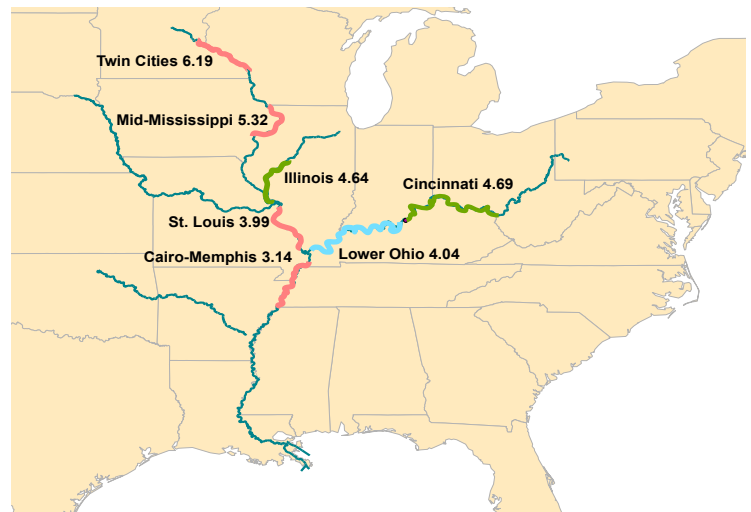 Twin Cities 6.19
Mid-Mississippi 5.32
Illinois 4.64
Cincinnati 4.69
St. Louis 3.99
Cairo-Memphis 3.14
Lower Ohio 4.04